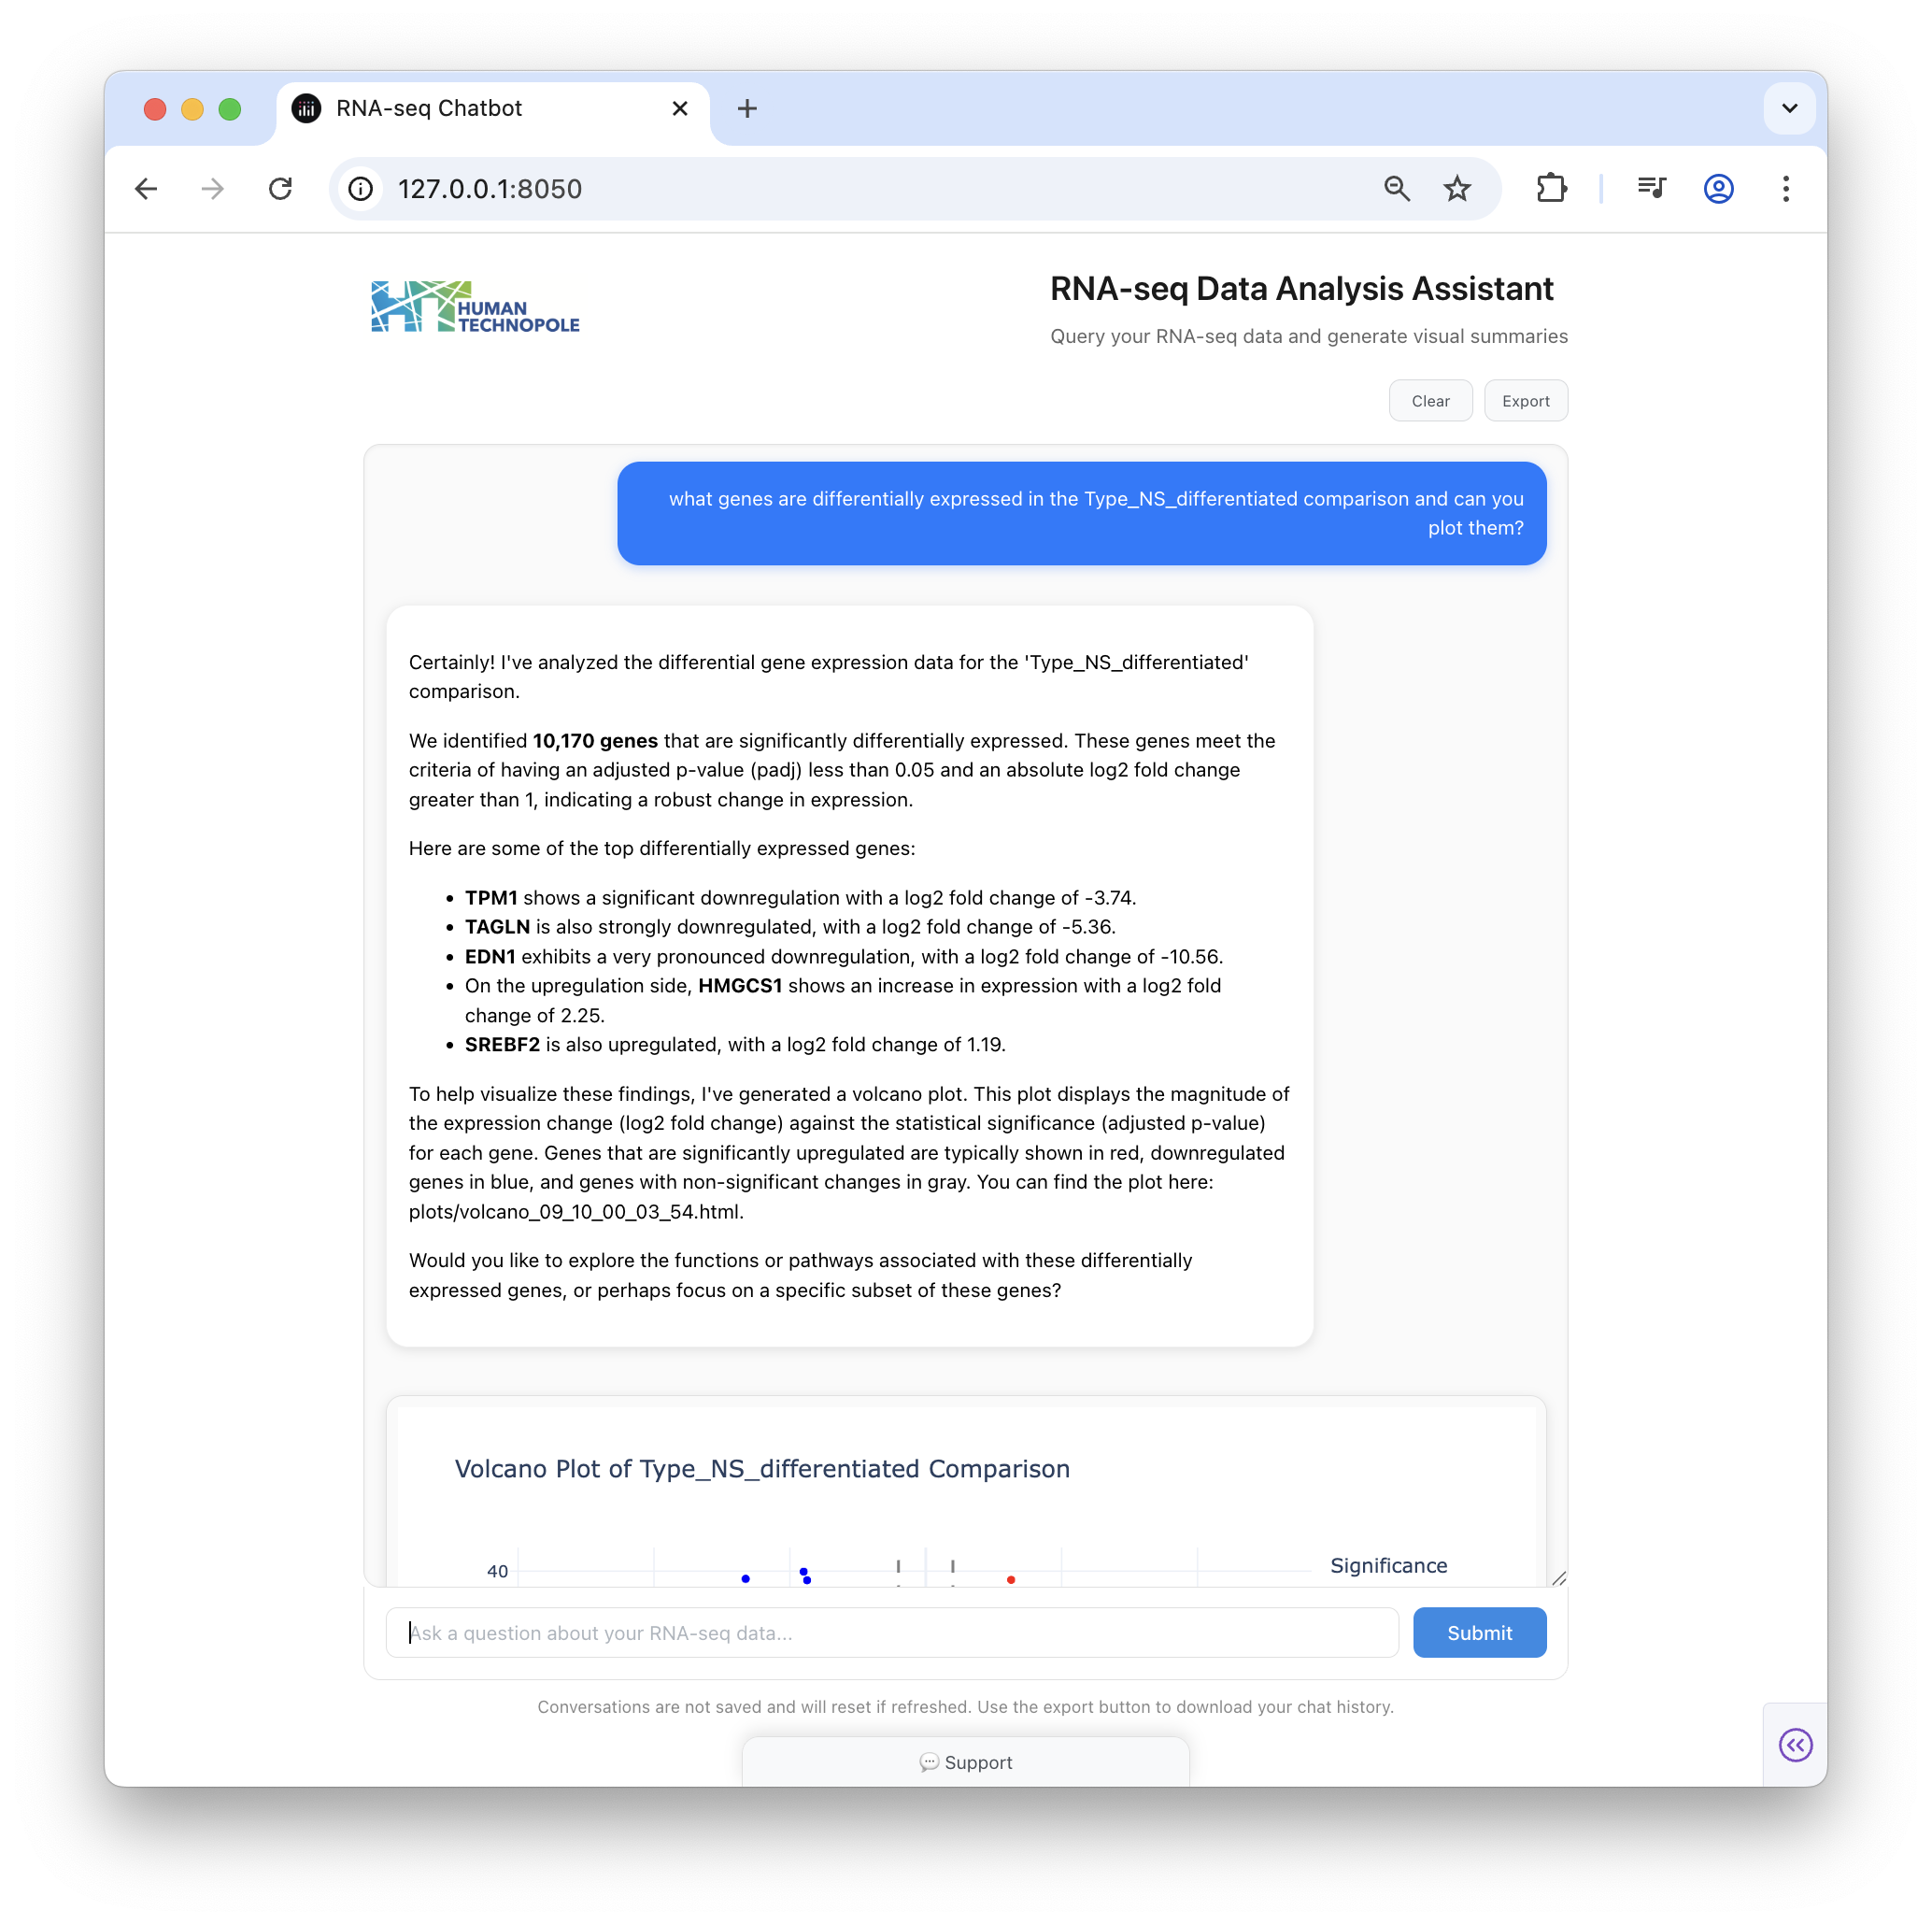 RNA-seq Chatbot
127.0.0.1:8050
HUMAN
TECHNOPOLE
RNA-seq Data Analysis Assistant
Query your RNA-seq data and generate visual summaries
Clear
Export
what genes are differentially expressed in the Type_NS_differentiated comparison and can you
plot them?
Certainly! I've analyzed the differential gene expression data for the 'Type_NS_differentiated'
comparison.
We identified 10,170 genes that are significantly differentially expressed. These genes meet the
criteria of having an adjusted p-value (padj) less than 0.05 and an absolute log2 fold change
greater than 1, indicating a robust change in expression.
Here are some of the top differentially expressed genes:
• TPM1 shows a significant downregulation with a log2 fold change of -3.74.
• TAGLN is also strongly downregulated, with a log2 fold change of -5.36.
• EDN1 exhibits a very pronounced downregulation, with a log2 fold change of -10.56.
• On the upregulation side, HMGCS1 shows an increase in expression with a log2 fold
change of 2.25.
• SREBF2 is also upregulated, with a log2 fold change of 1.19.
To help visualize these findings, I've generated a volcano plot. This plot displays the magnitude of
the expression change (log2 fold change) against the statistical significance (adjusted p-value)
for each gene. Genes that are significantly upregulated are typically shown in red, downregulated
genes in blue, and genes with non-significant changes in gray. You can find the plot here:
plots/volcano_09_10_00_03_54.html.
Would you like to explore the functions or pathways associated with these differentially
expressed genes, or perhaps focus on a specific subset of these genes?
Volcano Plot of Type_NS_differentiated Comparison
40
Significance
Ask a question about your RNA-seq data...
Submit
Conversations are not saved and will reset if refreshed. Use the export button to download your chat history.
Support